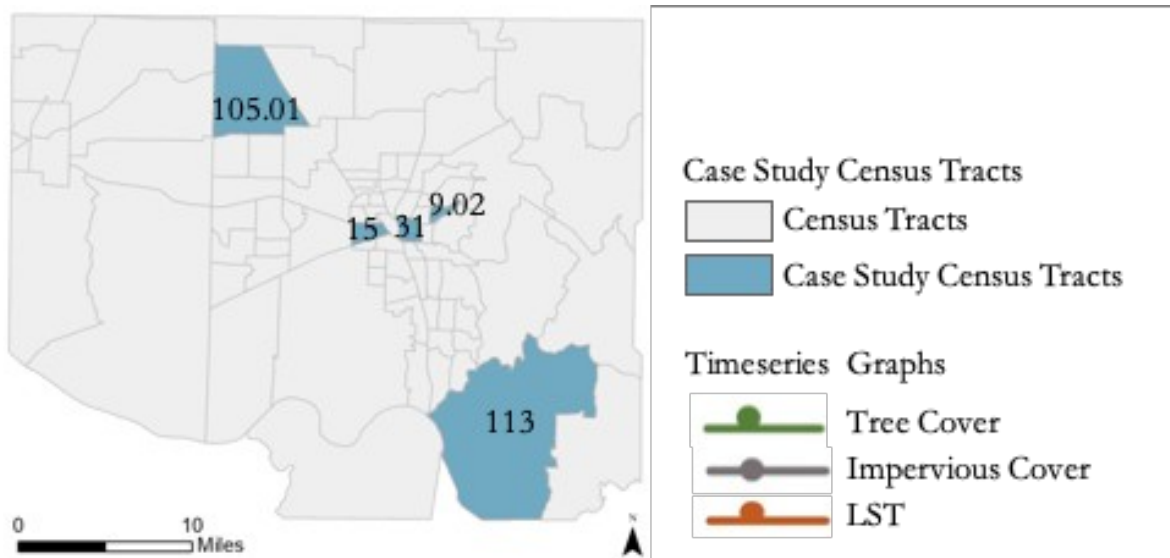 105.01
9.02
15
31
113
0
10
Miles
N
Case Study Census Tracts
Census Tracts
Case Study Census Tracts
Timeseries Graphs
Tree Cover
Impervious Cover
LST